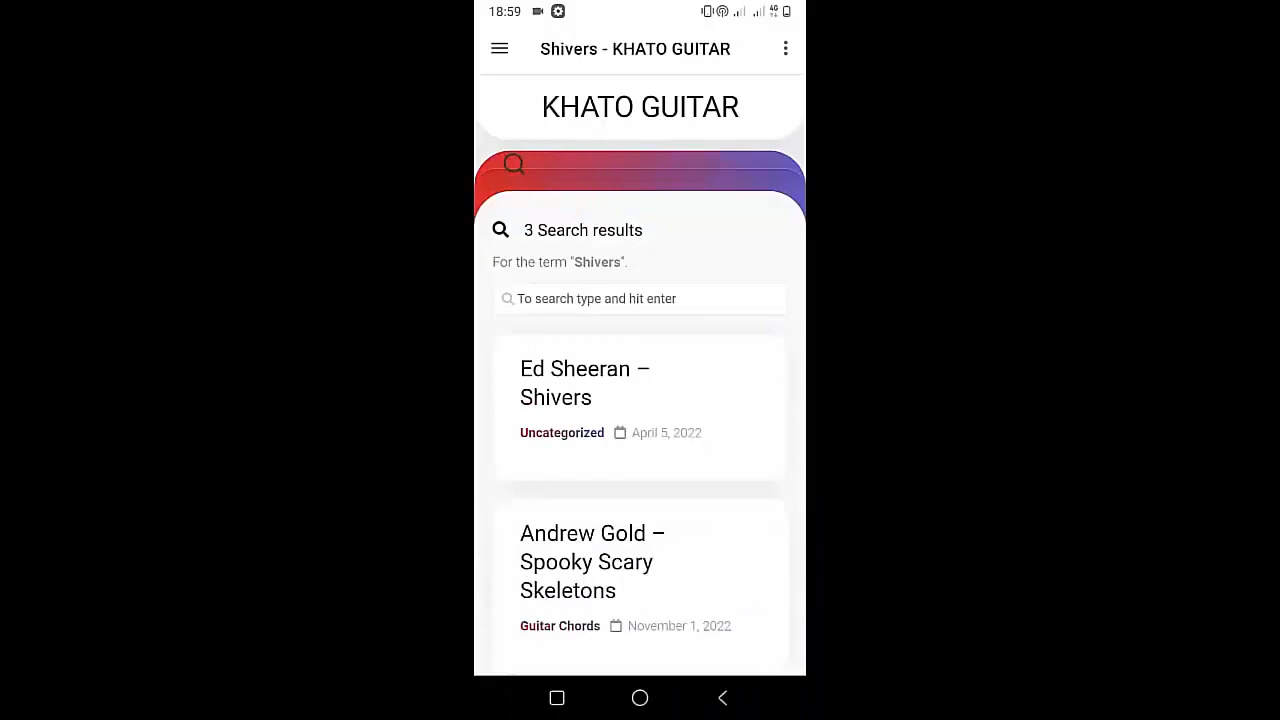 18:59
4G
Shivers - KHATO GUITAR
KHATO GUITAR
3 Search results
For the term "Shivers".
To search type and hit enter
Ed Sheeran –
Shivers
Uncategorized April 5, 2022
Andrew Gold –
Spooky Scary
Skeletons
Guitar Chords November 1, 2022